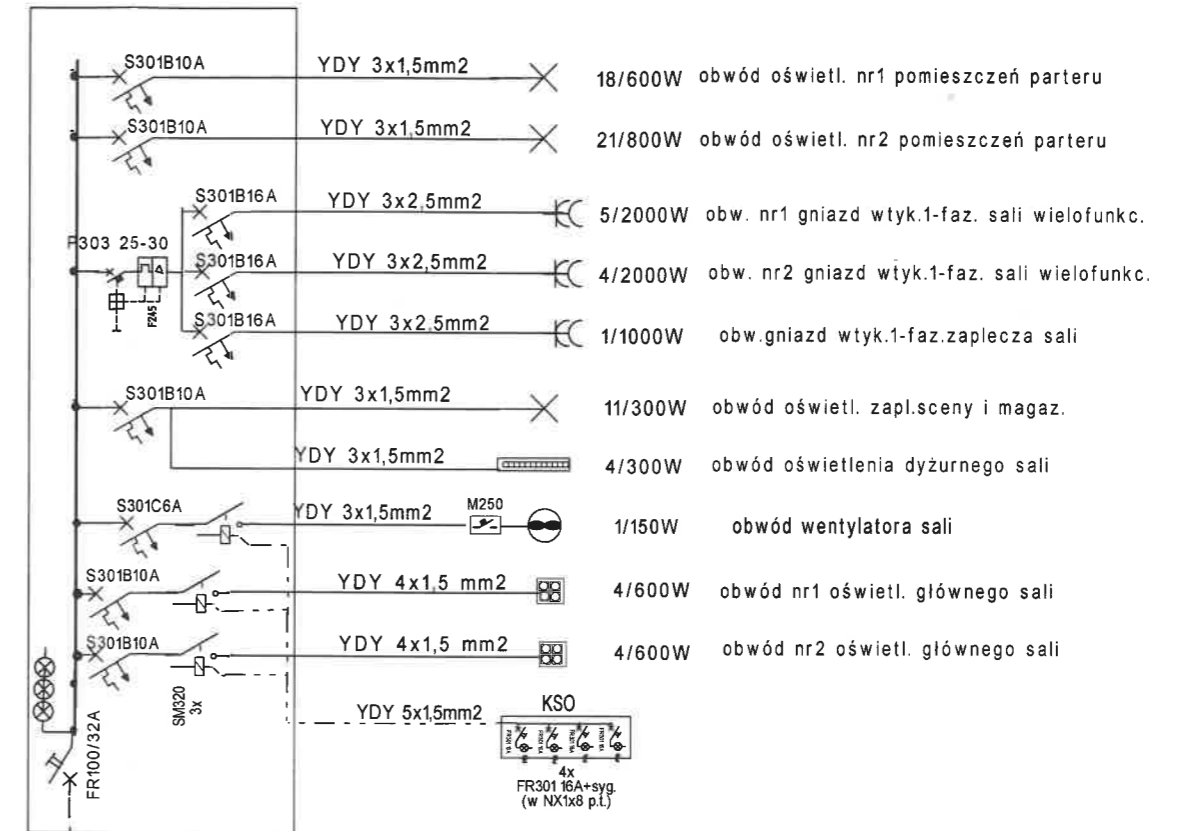 S301B10A YDY 3x1,5mm2 18/600W obwód oświetl. nr1 pomieszczeń parteru
S301B10A YDY 3x1,5mm2 21/800W obwód oświetl. nr2 pomieszczeń parteru
S301B16A YDY 3x2,5mm2 5/2000W obw. nr1 gniazd wtyk.1-faz. sali wielofunkc.
P303 25-30
S301B16A YDY 3x2,5mm2 4/2000W obw. nr2 gniazd wtyk.1-faz. sali wielofunkc.
F245
S301B16A YDY 3x2.5mm2 1/1000W obw.gniazd wtyk.1-faz.zaplecza sali
S301B10A YDY 3x1,5mm2 11/300W obwód oświetl. zapl.sceny i magaz.
YDY 3x1,5mm2 4/300W obwód oświetlenia dyżurnego sali
S301C6A YDY 3x1,5mm2 M250 1/150W obwód wentylatora sali
S301B10A YDY 4x1,5 mm2 4/600W obwód nr1 oświetl. głównego sali
S301B10A YDY 4x1,5 mm2 4/600W obwód nr2 oświetl. głównego sali
SM320
3x
YDY 5x1,5mm2 KSO
FR100/32A
4x
FR301 16A+syg.
(w NX1x8 p.t.)